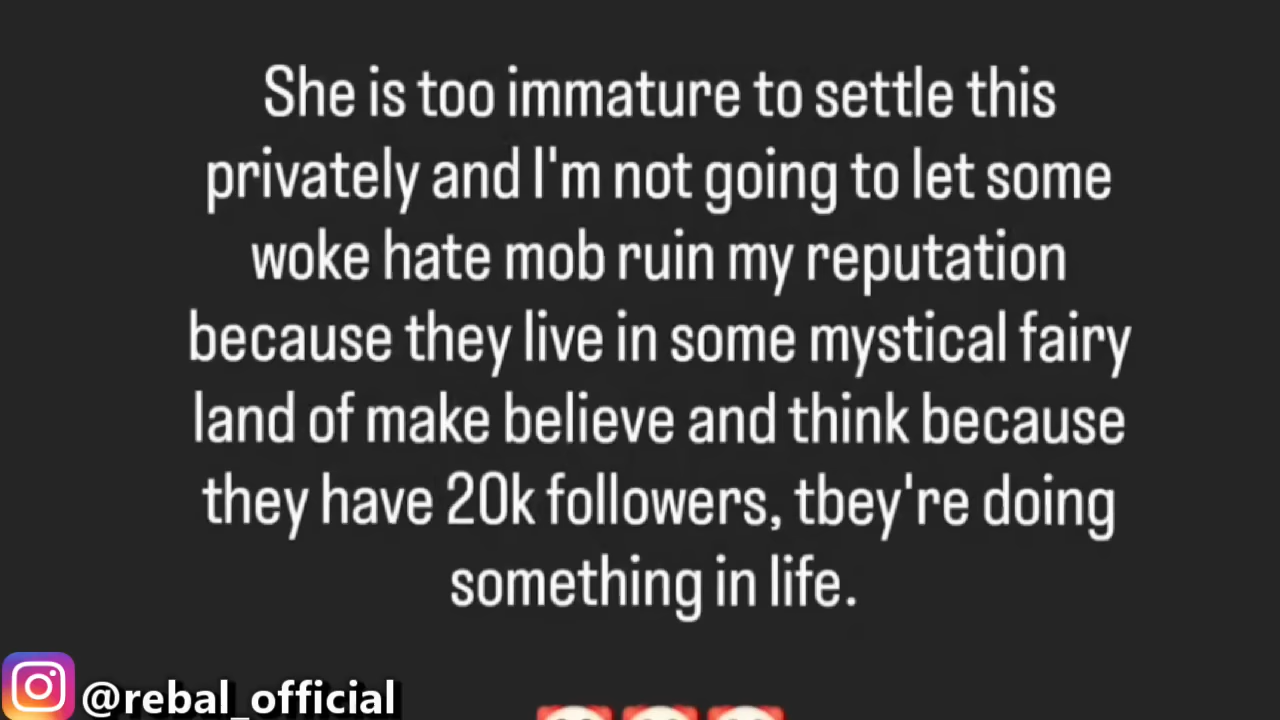 She is too immature to settle this
privately and I'm not going to let some
woke hate mob ruin my reputation
because they live in some mystical fairy
land of make believe and think because
they have 20k followers, tbey're doing
something in life.
@rebal_official